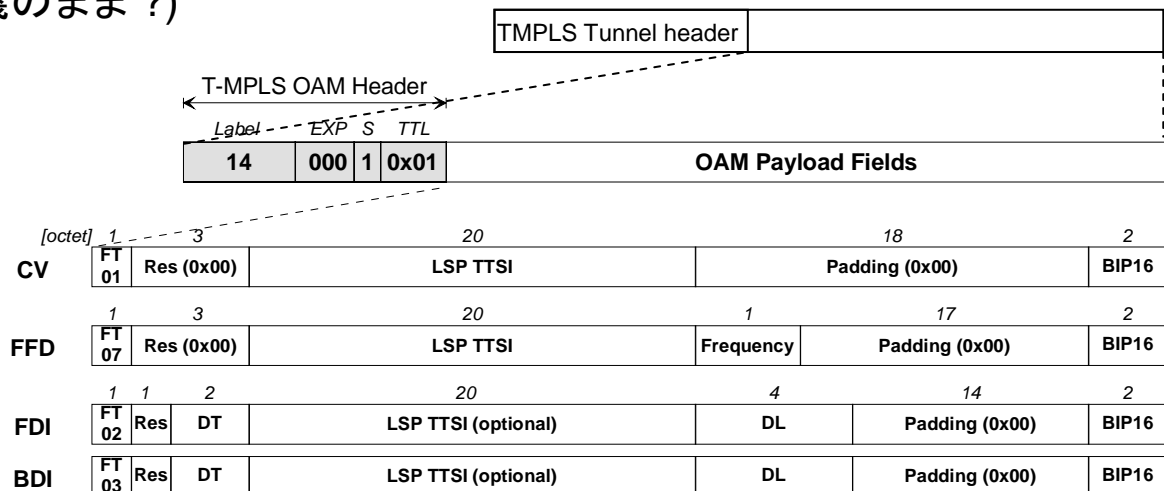 のまま?)
TMPLS Tunnel header
T-MPLS OAM Header
Label EXP S TTL
14 000 1 0x01 OAM Payload Fields
[octet] 1 3 20 18 2
CV FT 01 Res (0x00) LSP TTSI Padding (0x00) BIP16
1 3 20 1 17 2
FFD FT 07 Res (0x00) LSP TTSI Frequency Padding (0x00) BIP16
1 1 2 20 4 14 2
FDI FT 02 Res DT LSP TTSI (optional) DL Padding (0x00) BIP16
BDI FT 03 Res DT LSP TTSI (optional) DL Padding (0x00) BIP16